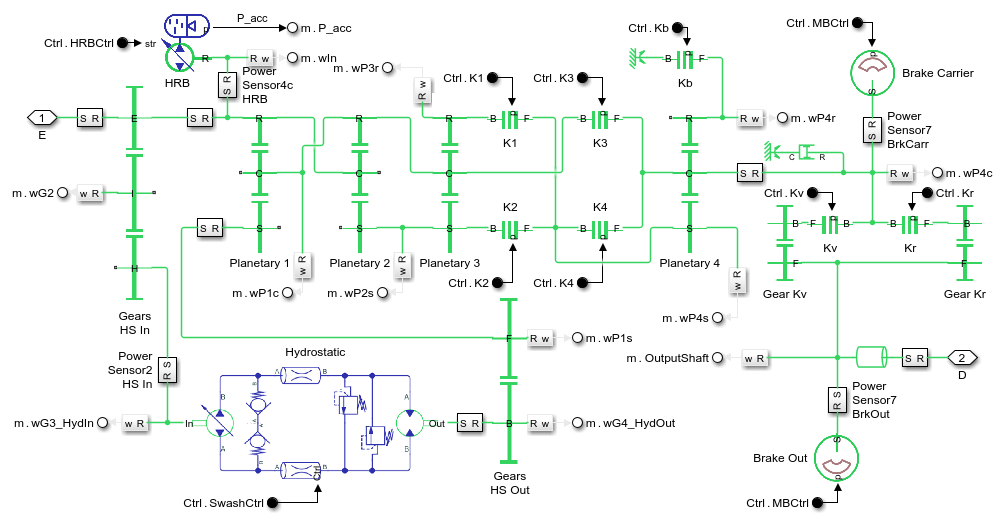 P_acc
m.P_acc
Ctrl.HRBCtrl
str
P
R
HRB
R w
m.wIn
S R
Power
Sensor4c
HRB
m.wP3r
R w
Ctrl.K1
Ctrl.K3
Ctrl.Kb
B F
Kb
Ctrl.MBCtrl
P
S
Brake Carrier
1
E
S R
E
S R
R
R
R
B F
K1
B F
K3
R
R w
m.wP4r
S R
Power
Sensor7
BrkCarr
C R
m.wG2
w R
I
C
C
C
C
S R
R w
m.wP4c
Ctrl.Kv
Ctrl.Kr
S R
S
S
S
K2
B F
K4
B F
S
B F B
Kv
B F B
Kr
H
Planetary 1
Planetary 2
Planetary 3
Planetary 4
F
F
w R
w R
w R
m.wP1c
m.wP2s
Ctrl.K2
Ctrl.K4
Gear Kv
Gear Kr
Gears
HS In
m.wP4s
F
R w
m.wP1s
Power
Sensor2
HS In
R S
Hydrostatic
A B
m.OutputShaft
w R
S R
2
D
B
A
B
A
R S
Power
Sensor7
BrkOut
m.wG3_HydIn
w R
In
Out
S R
B
R w
m.wG4_HydOut
A B
Ctrl
Gears
HS Out
S
P
Brake Out
Ctrl.SwashCtrl
Ctrl.MBCtrl